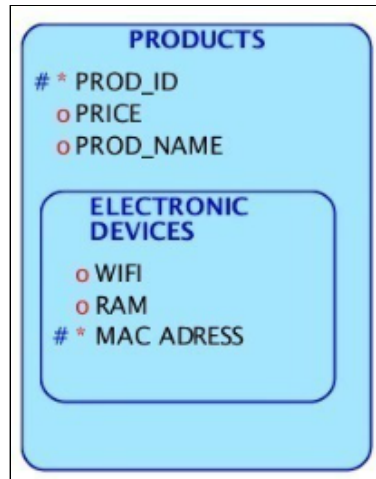 PRODUCTS
# * PROD_ID
o PRICE
o PROD_NAME
ELECTRONIC
DEVICES
o WIFI
o RAM
# * MAC ADRESS